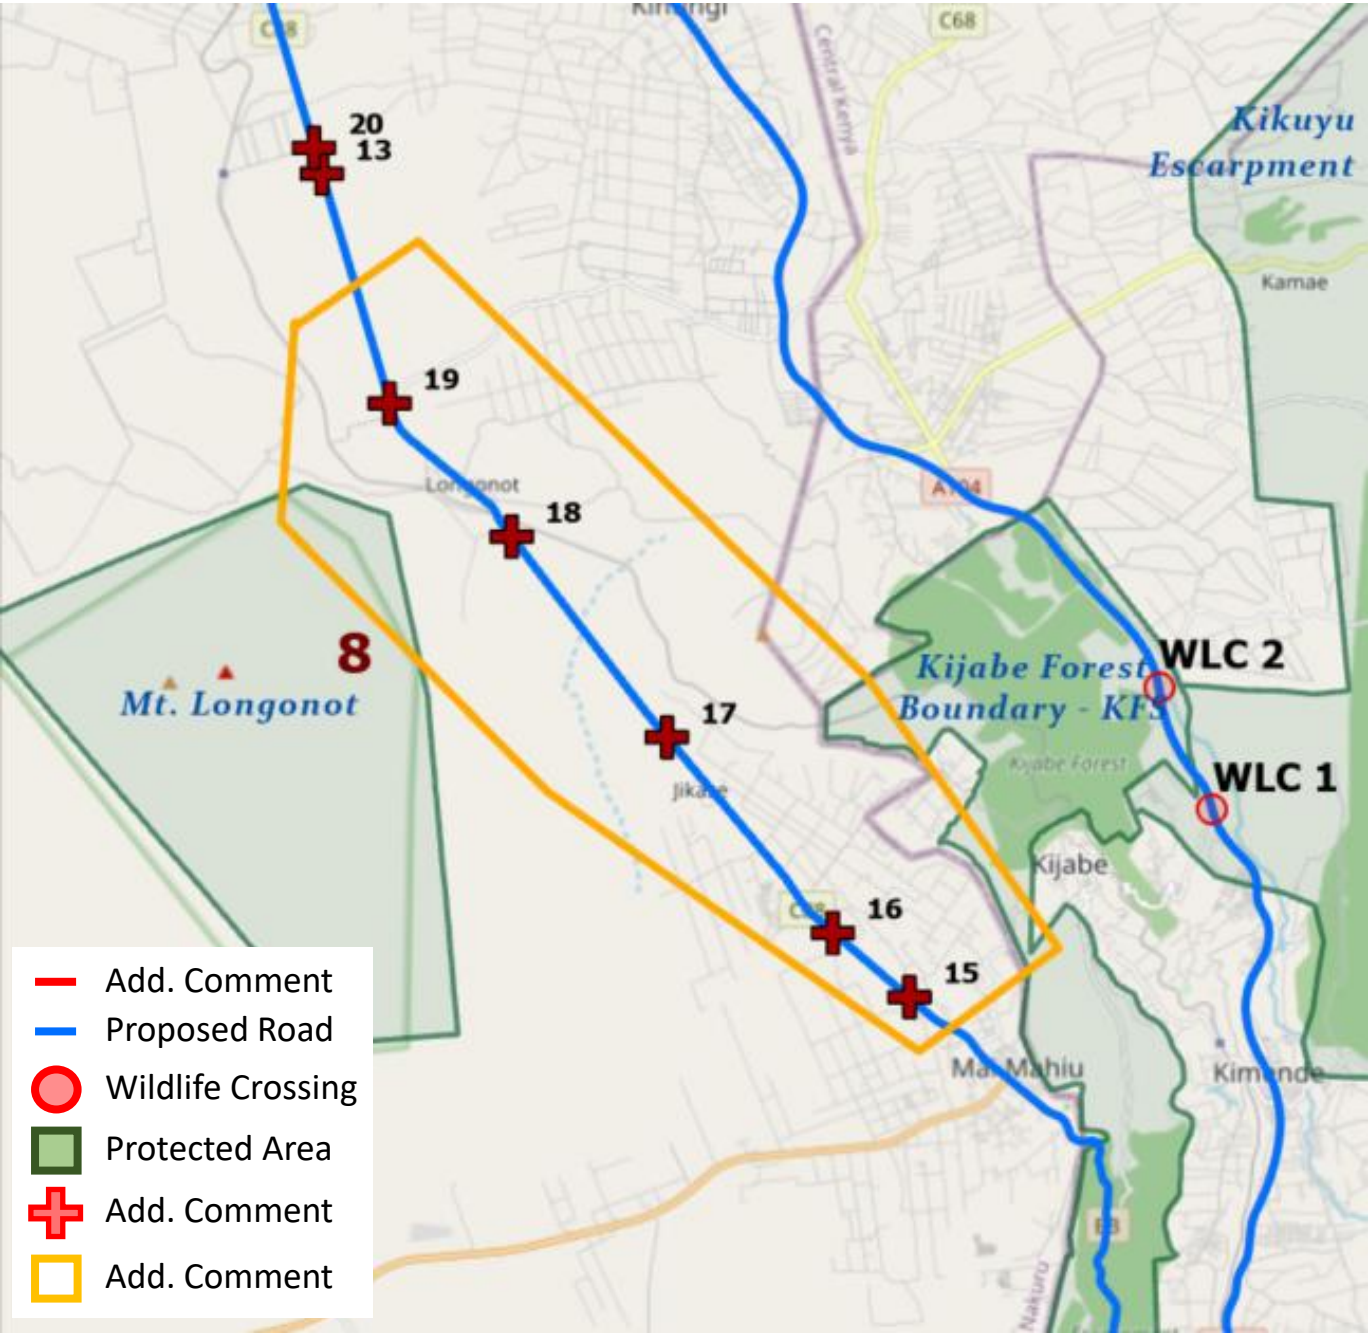 C68
Central Kenya
Kikuyu
Escarpment
20
13
Kamae
19
Longonot
18
A104
8
Mt. Longonot
WLC 2
Kijabe Forest
Boundary - KFS
Kijabe Forest
17
WLC 1
Kijabe
16
15
Mai Mahiu
Kimende
B3
Nakuru
Add. Comment
Proposed Road
Wildlife Crossing
Protected Area
Add. Comment
Add. Comment